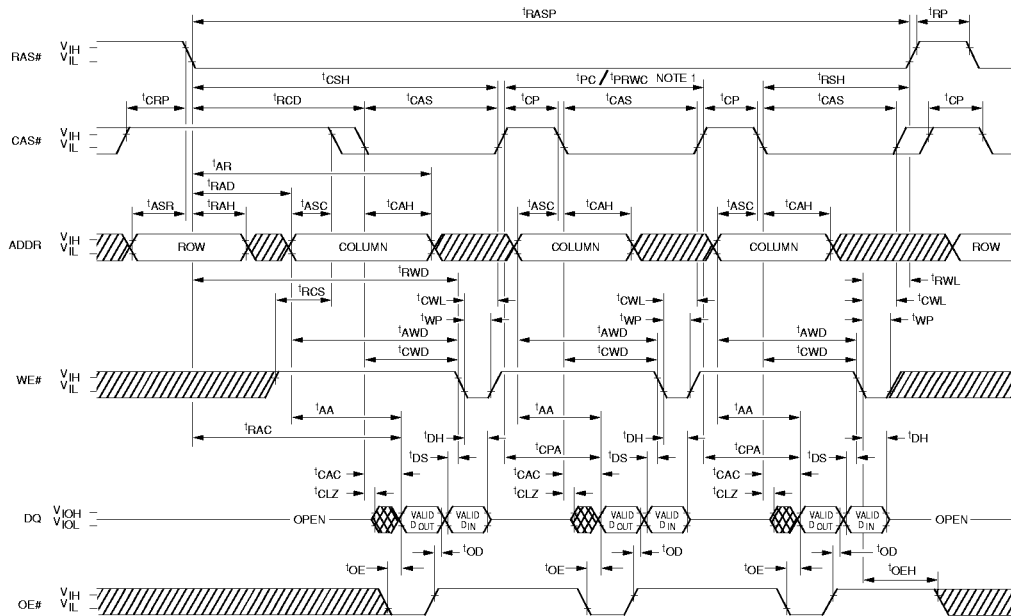 tRASP tRP
RAS# VIH
VIL
tCSH tPC / tPRWC NOTE 1 tRSH
tCRP tRCD tCAS tCP tCAS tCP tCAS tCP
CAS# VIH
VIL
tAR
tRAD
tASR tRAH tASC tCAH tASC tCAH tASC tCAH
ADDR VIH
VIL
ROW COLUMN COLUMN COLUMN ROW
tRWD tRWL
tRCS tCWL tCWL tCWL
tWP tWP tWP
tAWD tAWD tAWD
tCWD tCWD tCWD
WE# VIH
VIL
tAA tAA tAA
tRAC tDH tDH tDH
tCPA tCPA
tDS tDS tDS
tCAC tCAC tCAC
tCLZ tCLZ tCLZ
DQ VIOH
VIOL
OPEN VALID DOUT VALID DIN VALID DOUT VALID DIN VALID DOUT VALID DIN OPEN
tOD tOD tOD
tOE tOE tOE tOEH
OE# VIH
VIL